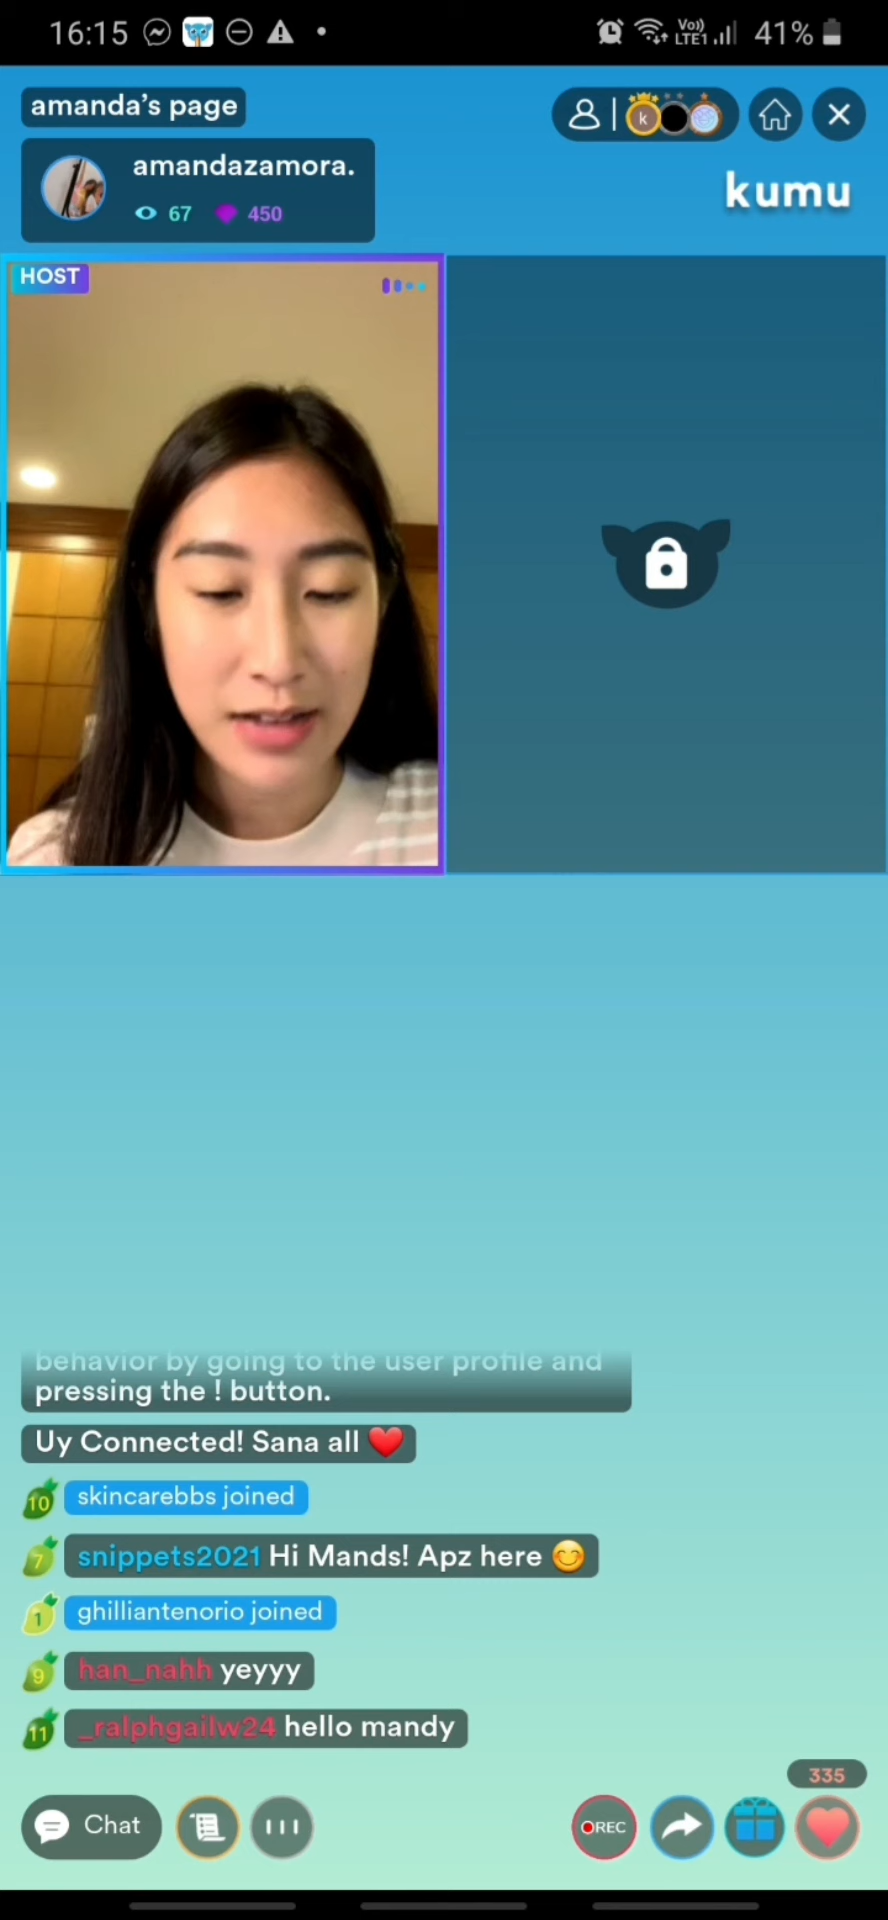 16:15
Vo))
LTE1
41%
amanda's page
k
amandazamora.
67
450
kumu
HOST
behavior by going to the user profile and
pressing the ! button.
Uy Connected! Sana all ❤️
10 skincarebbs joined
7 snippets2021 Hi Mands! Apz here 😊
1 ghilliantenorio joined
9 han_nahh yeyyy
11 _ralphgailw24 hello mandy
335
Chat
REC